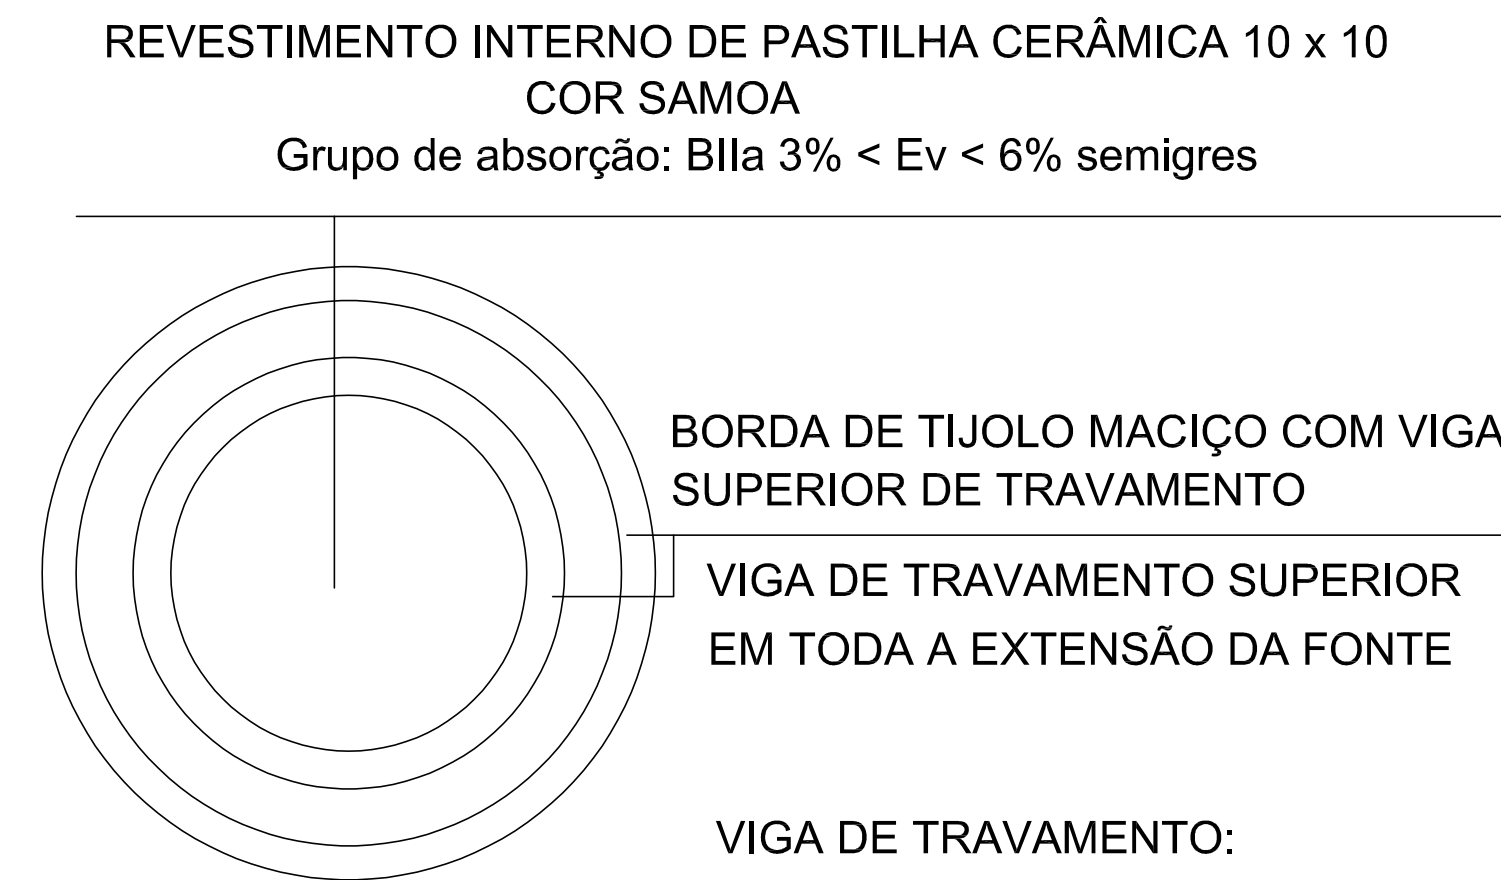 REVESTIMENTO INTERNO DE PASTILHA CERÂMICA 10 x 10
COR SAMOA
Grupo de absorção: BIIa 3% < Ev < 6% semigres
BORDA DE TIJOLO MACIÇO COM VIGA
SUPERIOR DE TRAVAMENTO
VIGA DE TRAVAMENTO SUPERIOR
EM TODA A EXTENSÃO DA FONTE
VIGA DE TRAVAMENTO: